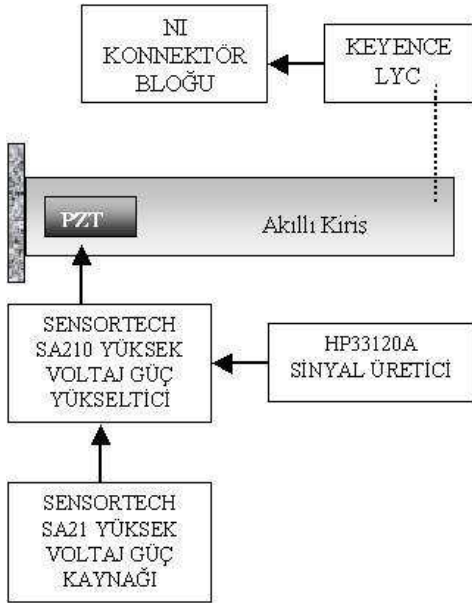 NI
KONNEKTÖR
BLOĞU
KEYENCE
LYC
PZT
Akıllı Kiriş
SENSORTECH
SA210 YÜKSEK
VOLTAJ GÜÇ
YÜKSELTİCİ
HP33120A
SİNYAL ÜRETİCİ
SENSORTECH
SA21 YÜKSEK
VOLTAJ GÜÇ
KAYNAĞI